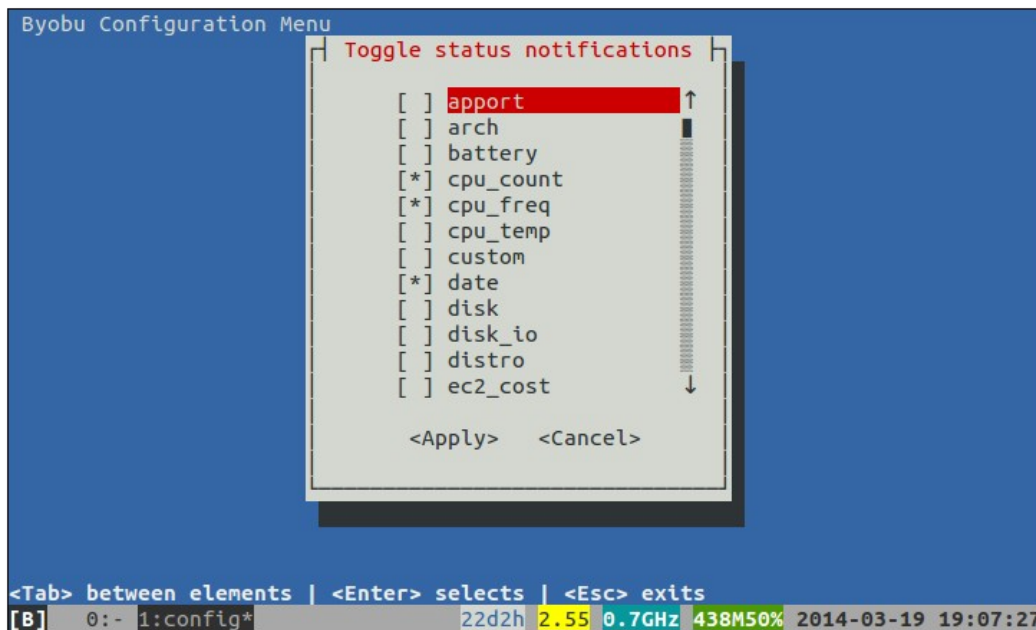 Byobu Configuration Menu
Toggle status notifications
[ ] apport ↑
[ ] arch
[ ] battery
[*] cpu_count
[*] cpu_freq
[ ] cpu_temp
[ ] custom
[*] date
[ ] disk
[ ] disk_io
[ ] distro
[ ] ec2_cost ↓
<Apply> <Cancel>
<Tab> between elements | <Enter> selects | <Esc> exits
[B] 0:- 1:config* 22d2h 2.55 0.7GHz 438M50% 2014-03-19 19:07:27